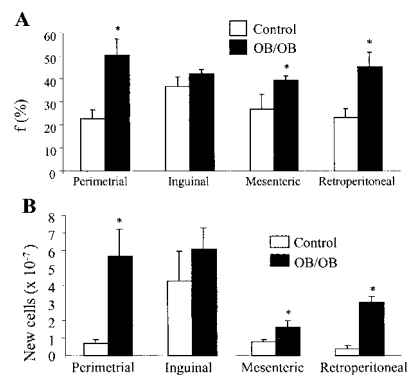 A
Control
OB/OB
f (%)
60
50
40
30
20
10
0
*
*
*
Perimetrial Inguinal Mesenteric Retroperitoneal
B
Control
OB/OB
New cells (x 10-7)
8
7
6
5
4
3
2
1
0
*
*
*
Perimetrial Inguinal Mesenteric Retroperitoneal